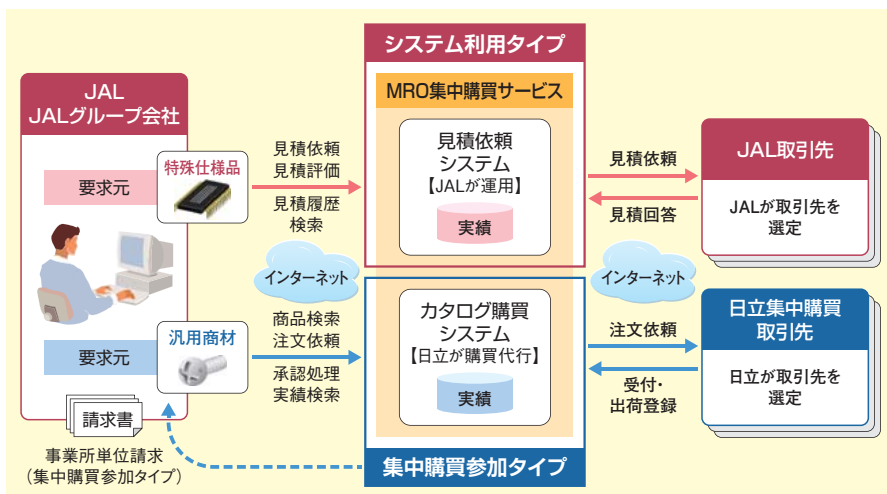 システム利用タイプ
MRO集中購買サービス
JAL
JALグループ会社
特殊仕様品
要求元
見積依頼
見積評価
見積履歴
検索
見積依頼
システム
【JALが運用】
実績
見積依頼
見積回答
JAL取引先
JALが取引先を
選定
インターネット
インターネット
汎用商材
要求元
商品検索
注文依頼
承認処理
実績検索
カタログ購買
システム
【日立が購買代行】
実績
注文依頼
受付・
出荷登録
日立集中購買
取引先
日立が取引先を
選定
請求書
事業所単位請求
（集中購買参加タイプ）
集中購買参加タイプ